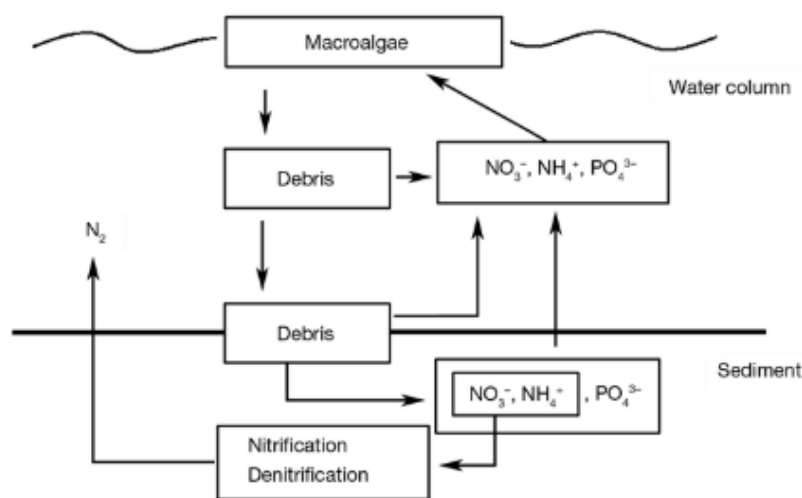 Macroalgae
Water column
Debris
NO₃⁻, NH₄⁺, PO₄³⁻
N₂
Debris
Sediment
NO₃⁻, NH₄⁺ , PO₄³⁻
Nitrification
Denitrification